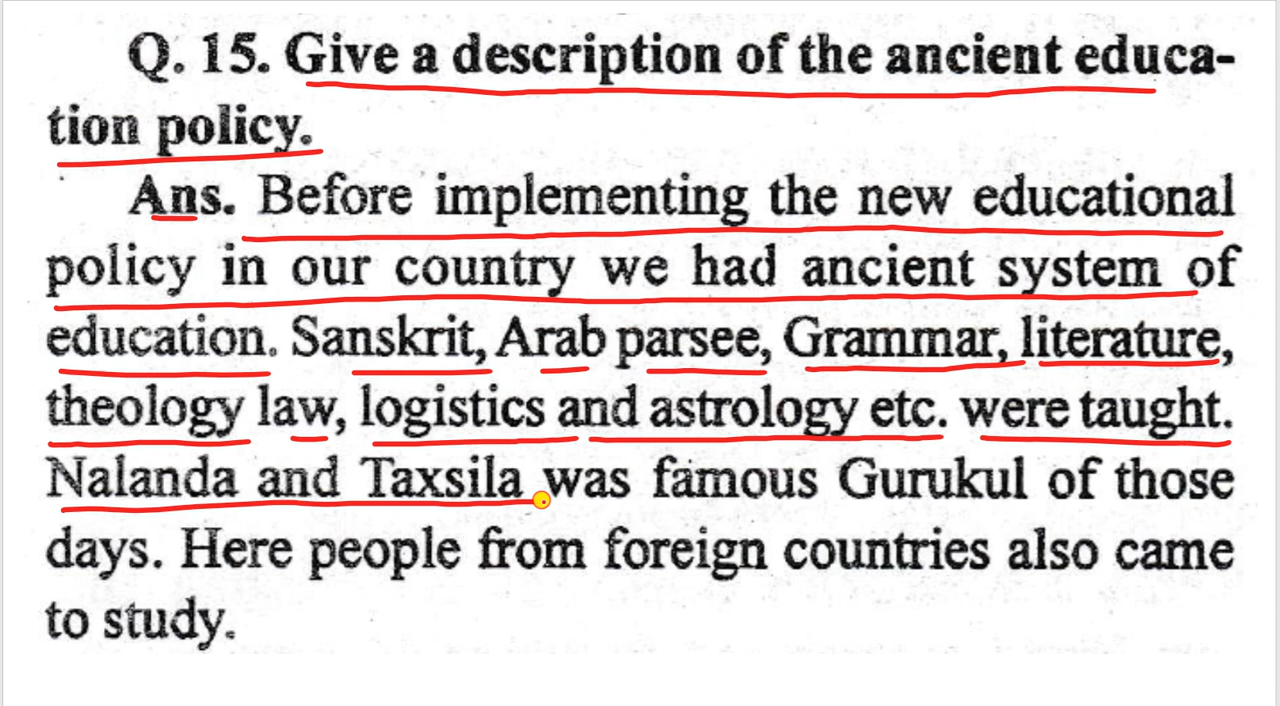 Q. 15. Give a description of the ancient educa-
tion policy.
Ans. Before implementing the new educational
policy in our country we had ancient system of
education. Sanskrit, Arab parsee, Grammar, literature,
theology law, logistics and astrology etc. were taught.
Nalanda and Taxsila was famous Gurukul of those
days. Here people from foreign countries also came
to study.